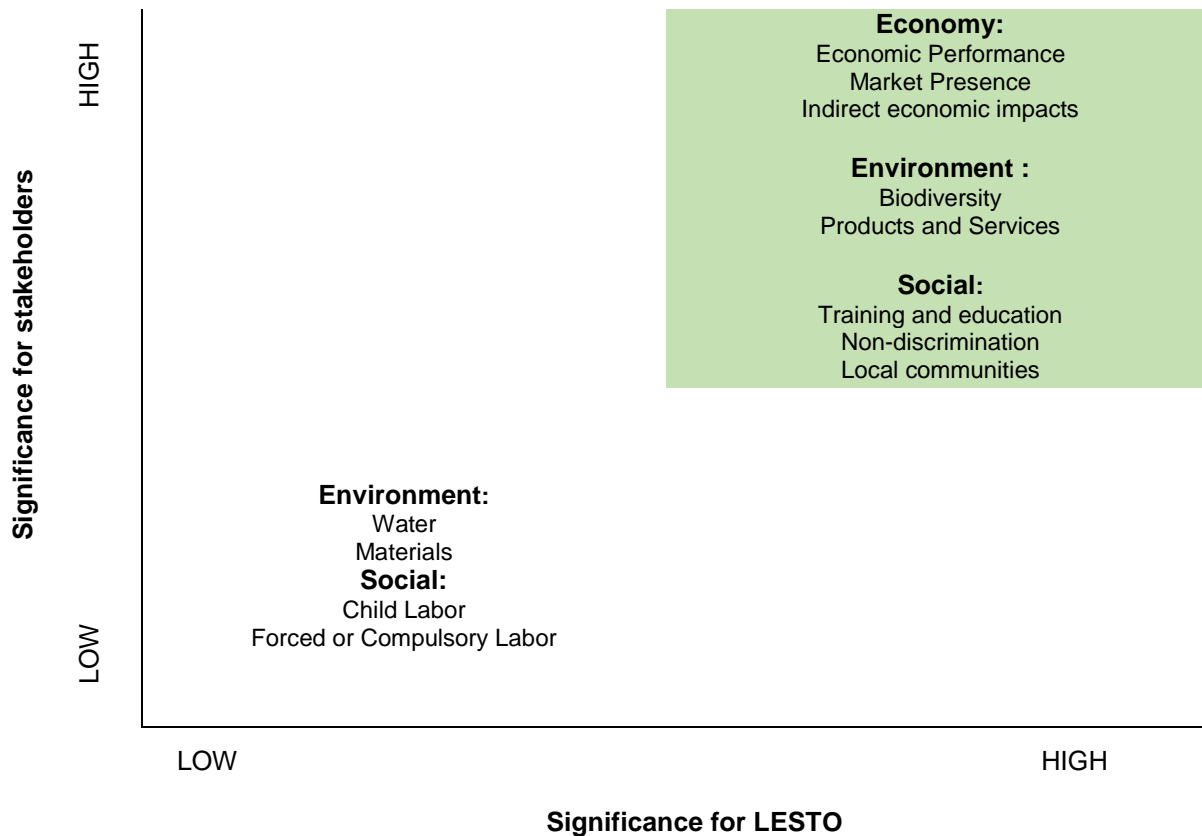 HIGH
LOW
Significance for stakeholders
Economy:
Economic Performance
Market Presence
Indirect economic impacts
Environment :
Biodiversity
Products and Services
Social:
Training and education
Non-discrimination
Local communities
Environment:
Water
Materials
Social:
Child Labor
Forced or Compulsory Labor
LOW
HIGH
Significance for LESTO